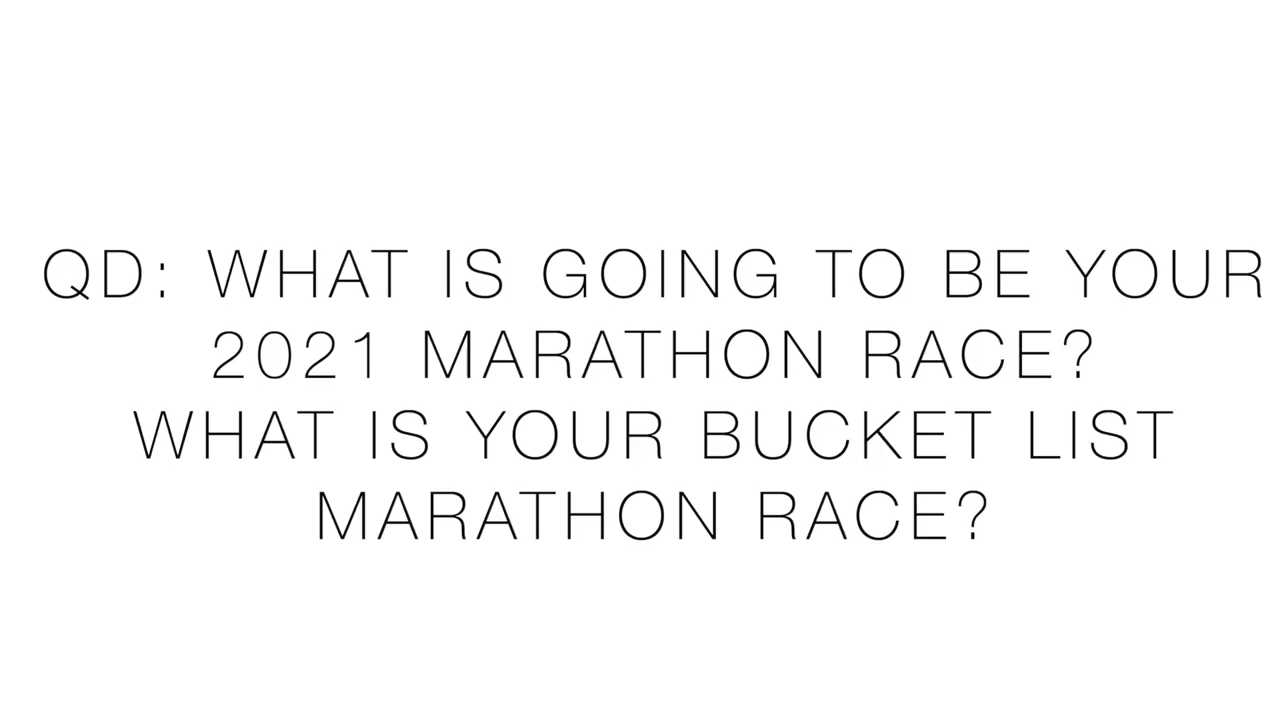 QD: WHAT IS GOING TO BE YOUR
2021 MARATHON RACE?
WHAT IS YOUR BUCKET LIST
MARATHON RACE?